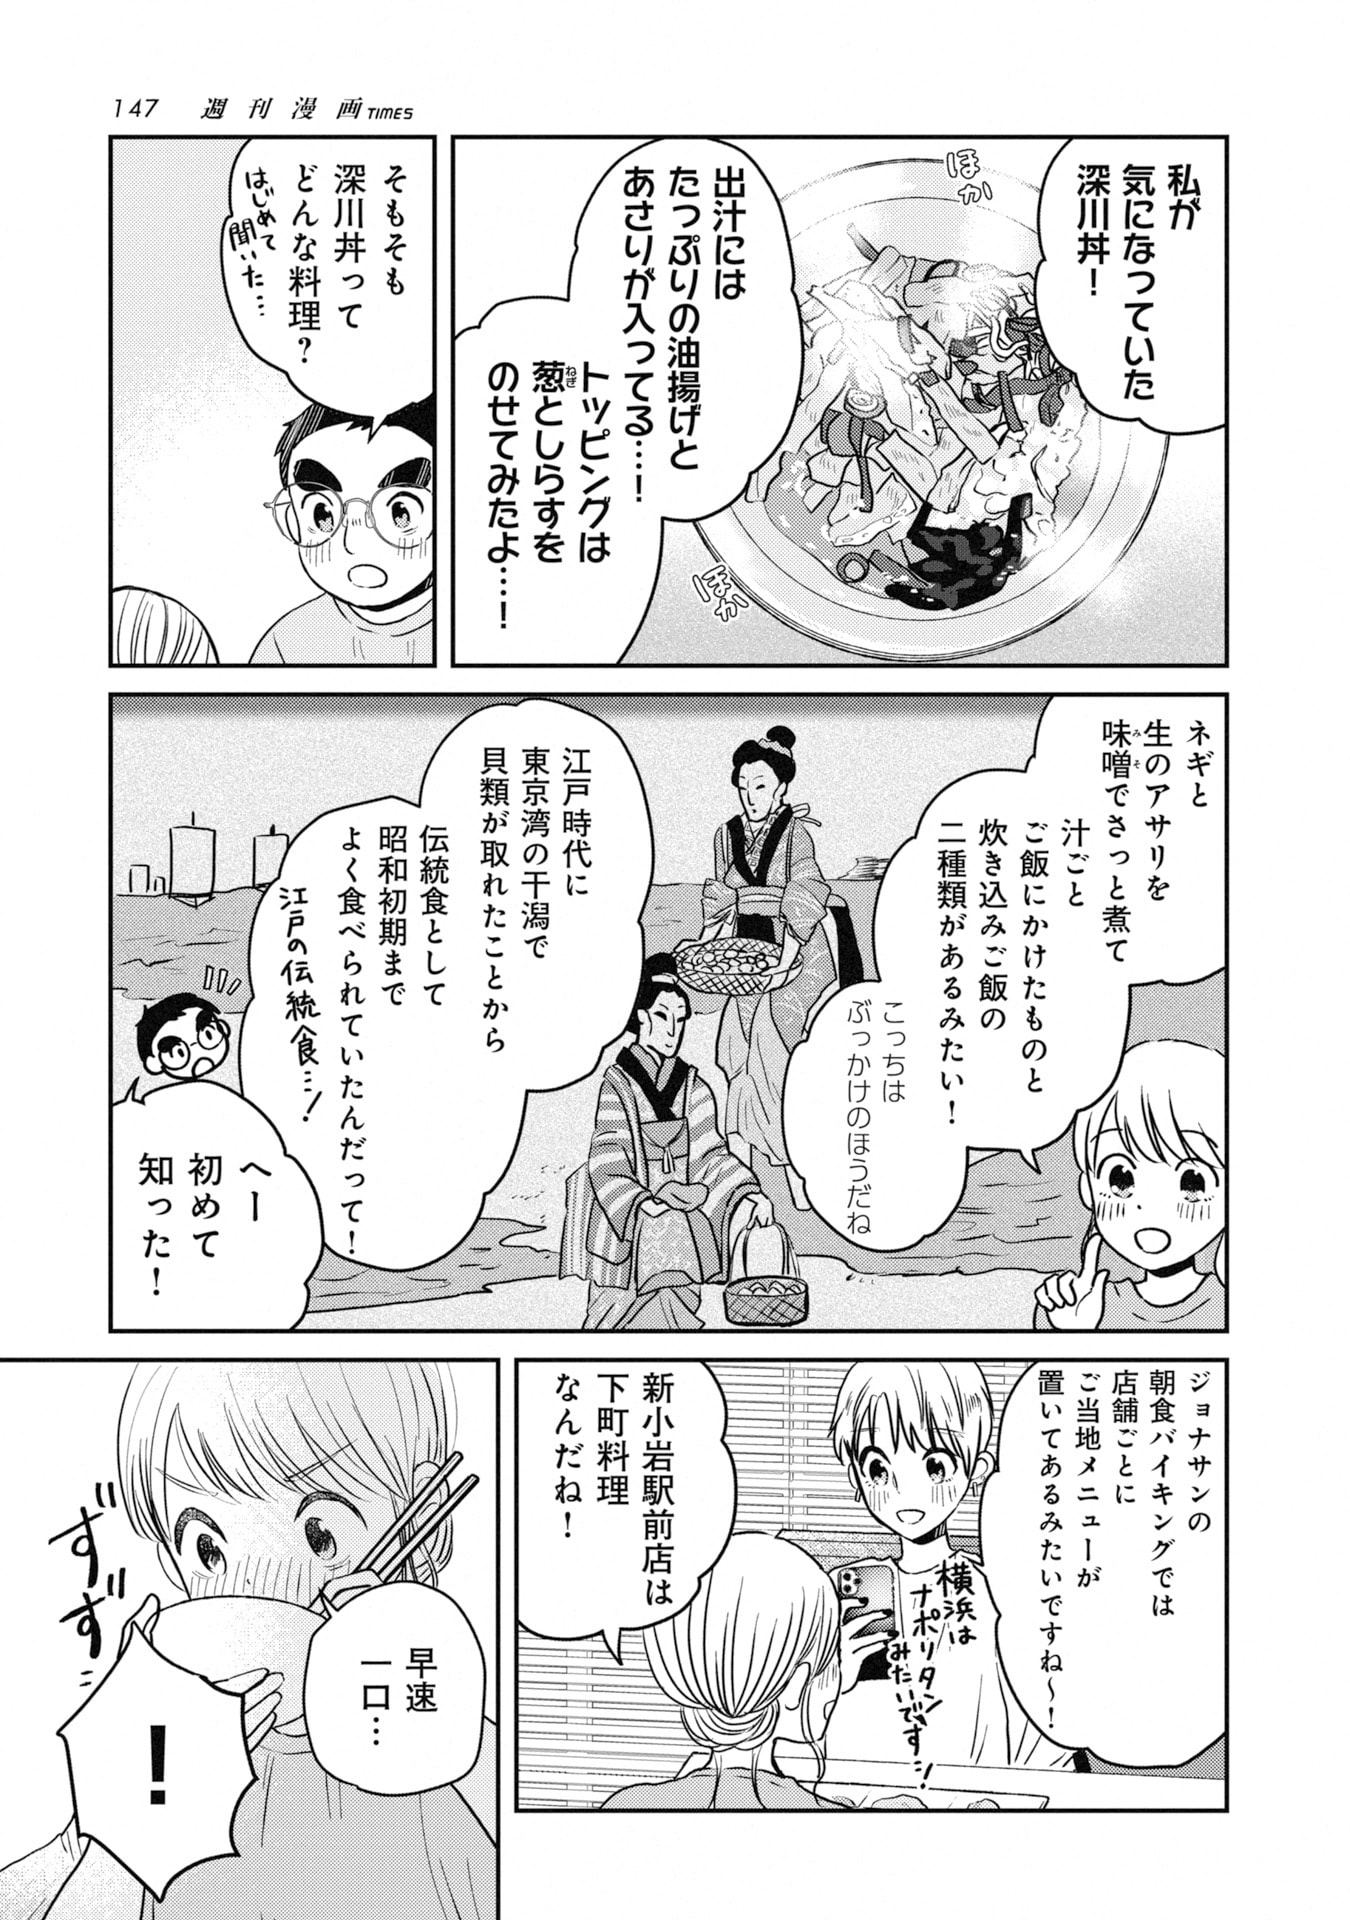 147 週刊漫画TIMES
私が
気になっていた
深川丼！
ほか
ほか
出汁には
たっぷりの油揚げと
あさりが入ってる…！
トッピングは
葱としらすを
ねぎ
のせてみたよ…！
そもそも
深川丼って
どんな料理？
はじめて
聞いた…
ネギと
生のアサリを
味噌でさっと煮て
みそ
汁ごと
ご飯にかけたものと
炊き込みご飯の
二種類があるみたい！
こっちは
ぶっかけのほうだね
江戸時代に
東京湾の干潟で
貝類が取れたことから
伝統食として
昭和初期まで
よく食べられていたんだって！
江戸の伝統食…！
へー
初めて
知った！
ジョナサンの
朝食バイキングでは
店舗ごとに
ご当地メニューが
置いてあるみたいですね〜！
横浜は
ナポリタン
みたいですシ！
新小岩駅前店は
下町料理
なんだね！
早速
一口…
ずずず
！